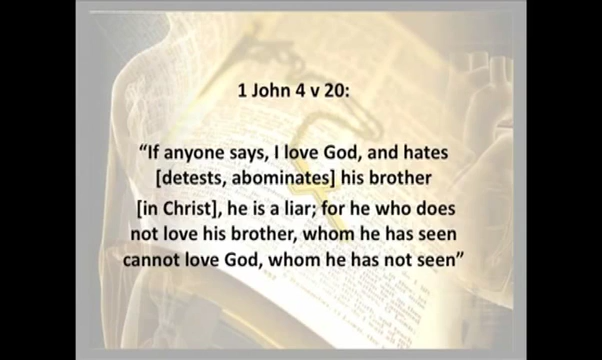 1 John 4 v 20:
“If anyone says, I love God, and hates
[detests, abominates] his brother
[in Christ], he is a liar; for he who does
not love his brother, whom he has seen
cannot love God, whom he has not seen”